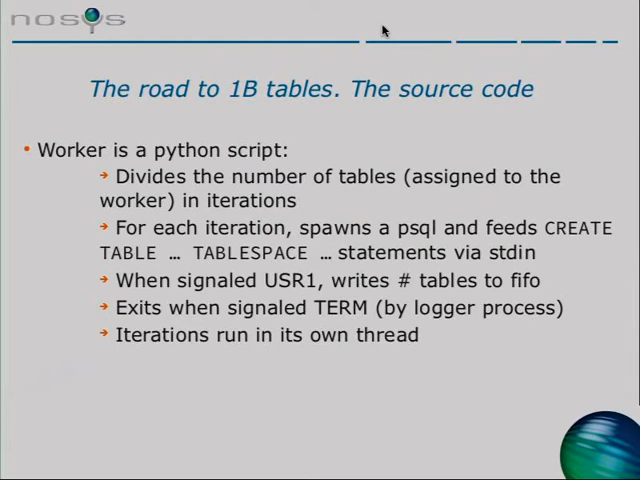 nosys
The road to 1B tables. The source code
• Worker is a python script:
➔ Divides the number of tables (assigned to the
worker) in iterations
➔ For each iteration, spawns a psql and feeds CREATE
TABLE … TABLESPACE … statements via stdin
➔ When signaled USR1, writes # tables to fifo
➔ Exits when signaled TERM (by logger process)
➔ Iterations run in its own thread